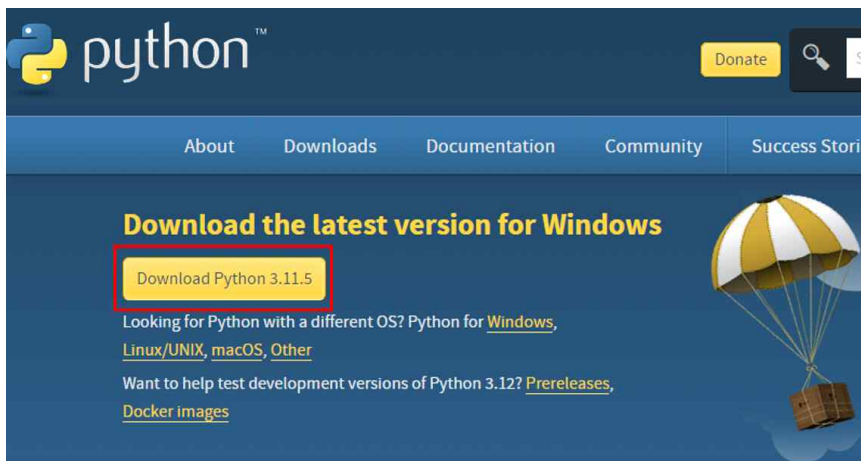 python™
Donate
S
About Downloads Documentation Community Success Stori
Download the latest version for Windows
Download Python 3.11.5
Looking for Python with a different OS? Python for Windows,
Linux/UNIX, macOS, Other
Want to help test development versions of Python 3.12? Prereleases,
Docker images